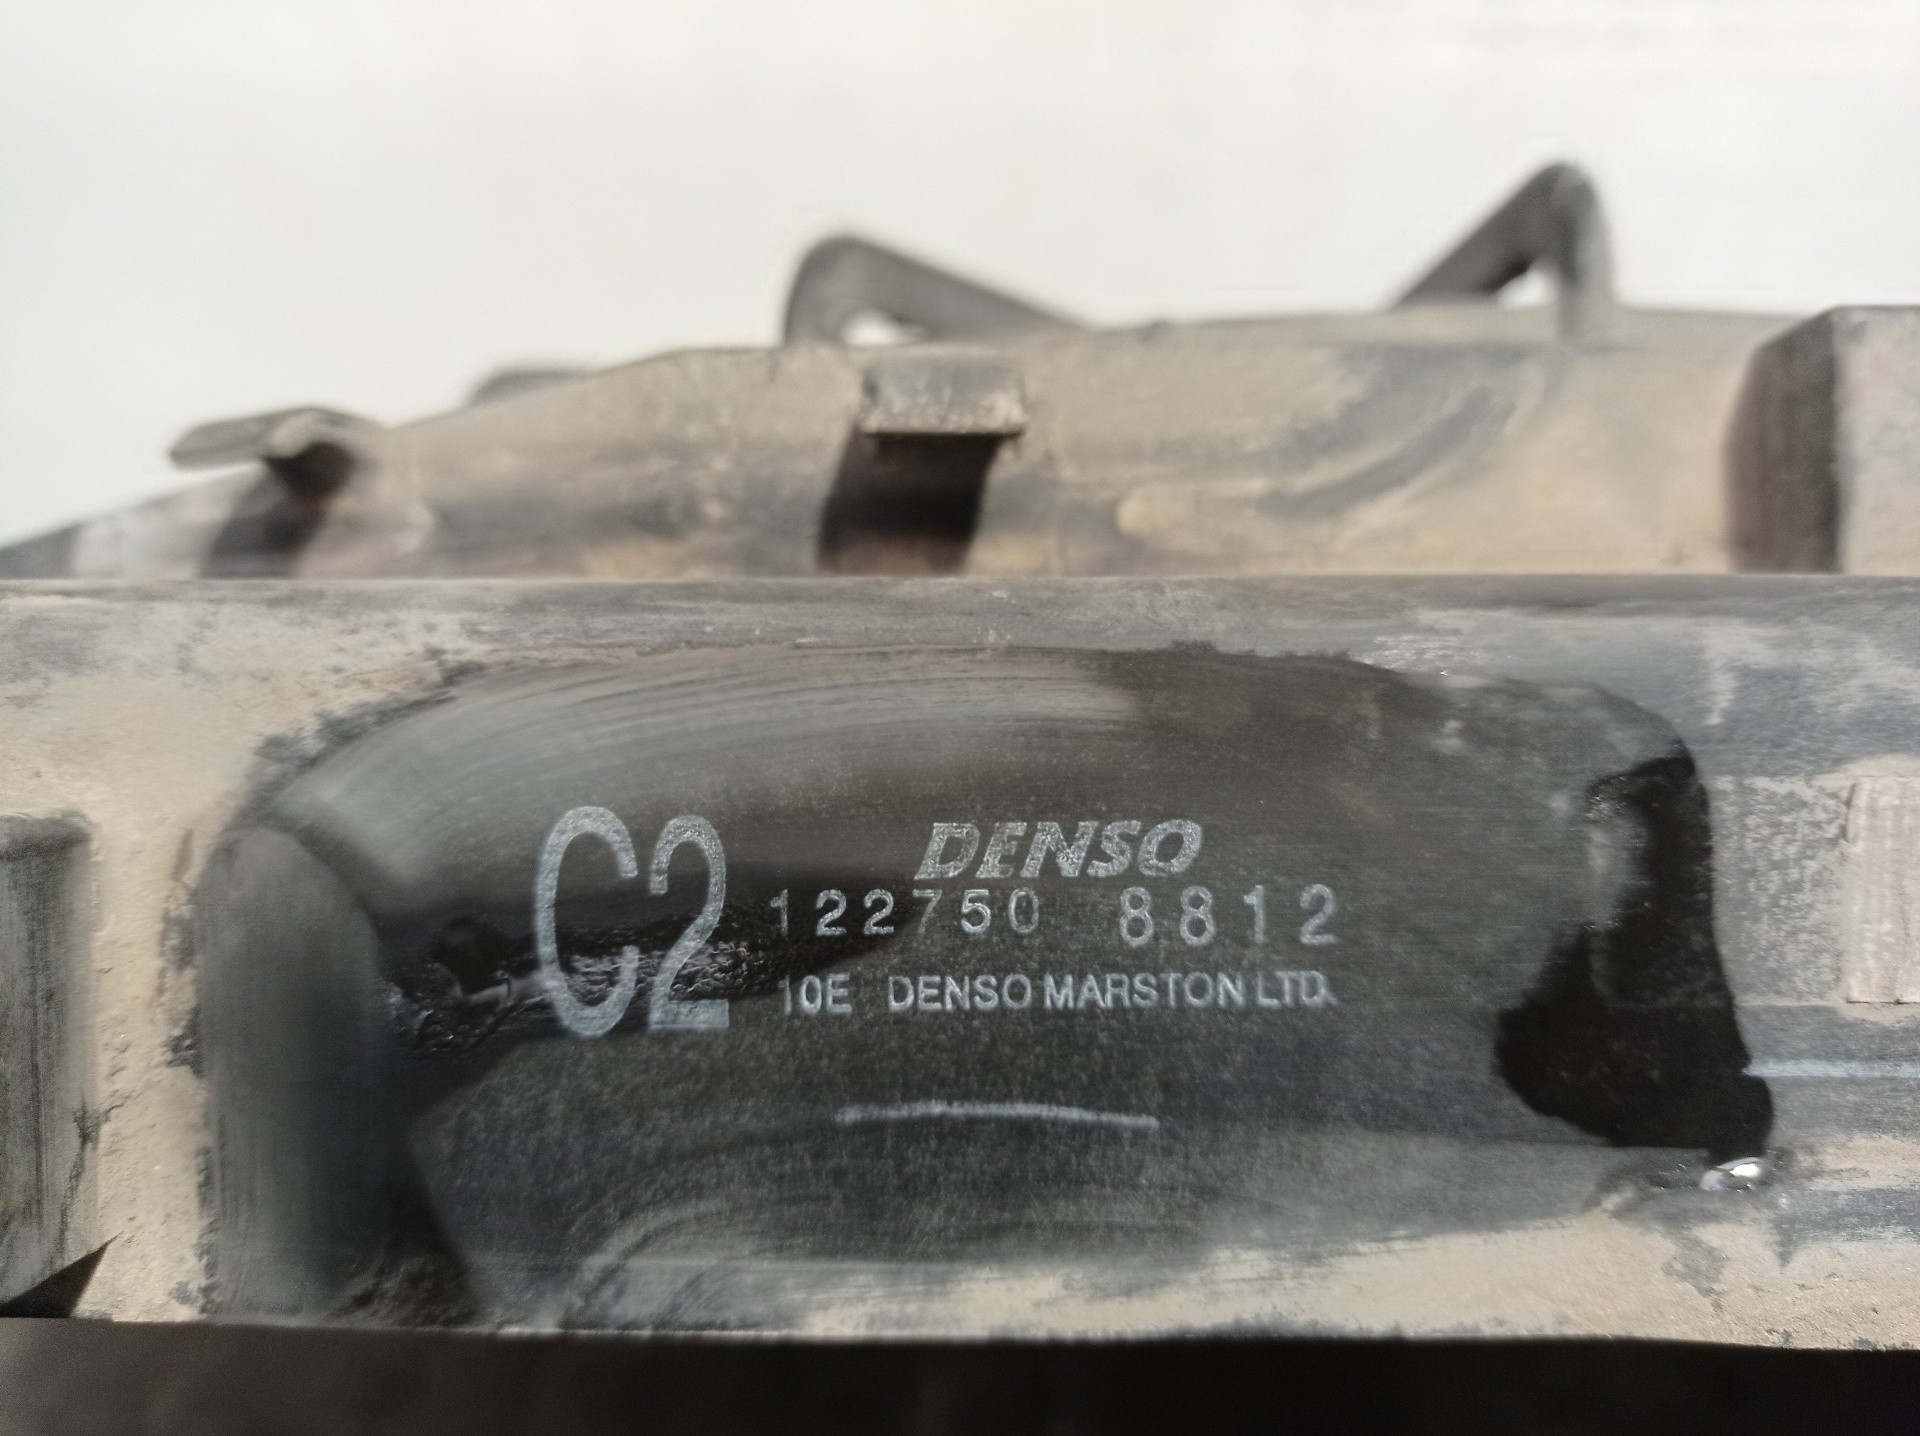 C2
DENSO
122750 8812
10E DENSO MARSTON LTD.